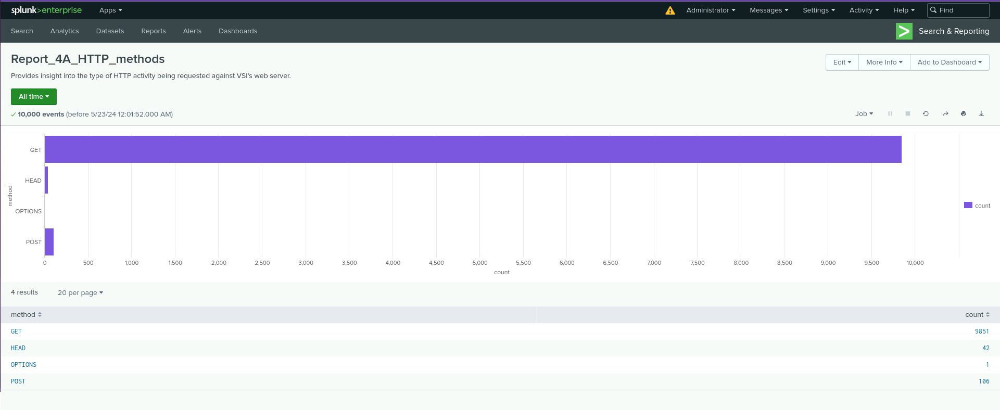 splunk>enterprise Apps Administrator Messages Settings Activity Help Find
Search Analytics Datasets Reports Alerts Dashboards Search & Reporting
Report_4A_HTTP_methods
Edit More Info Add to Dashboard
Provides insight into the type of HTTP activity being requested against VSI's web server.
All time
10,000 events (before 5/23/24 12:01:52.000 AM)
Job
GET
HEAD
method
OPTIONS
count
POST
0 500 1,000 1,500 2,000 2,500 3,000 3,500 4,000 4,500 5,000 5,500 6,000 6,500 7,000 7,500 8,000 8,500 9,000 9,500 10,000
count
4 results 20 per page
method count
GET 9851
HEAD 42
OPTIONS 1
POST 106